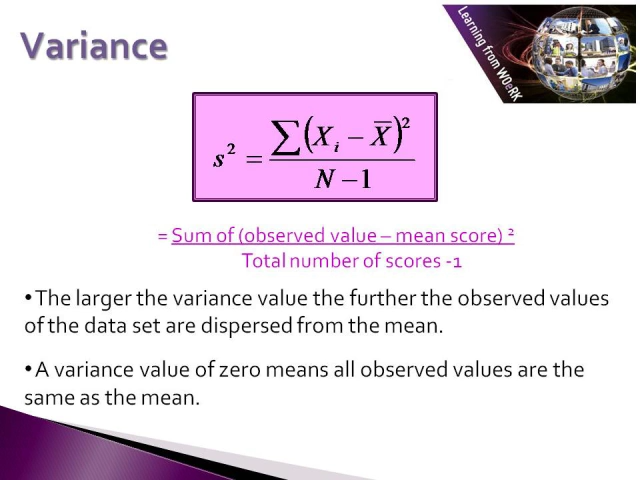 Variance
Learning from WOeRK
s² = ∑(Xᵢ − X̅)² / N − 1
= Sum of (observed value – mean score) ²
Total number of scores -1
• The larger the variance value the further the observed values
of the data set are dispersed from the mean.
• A variance value of zero means all observed values are the
same as the mean.